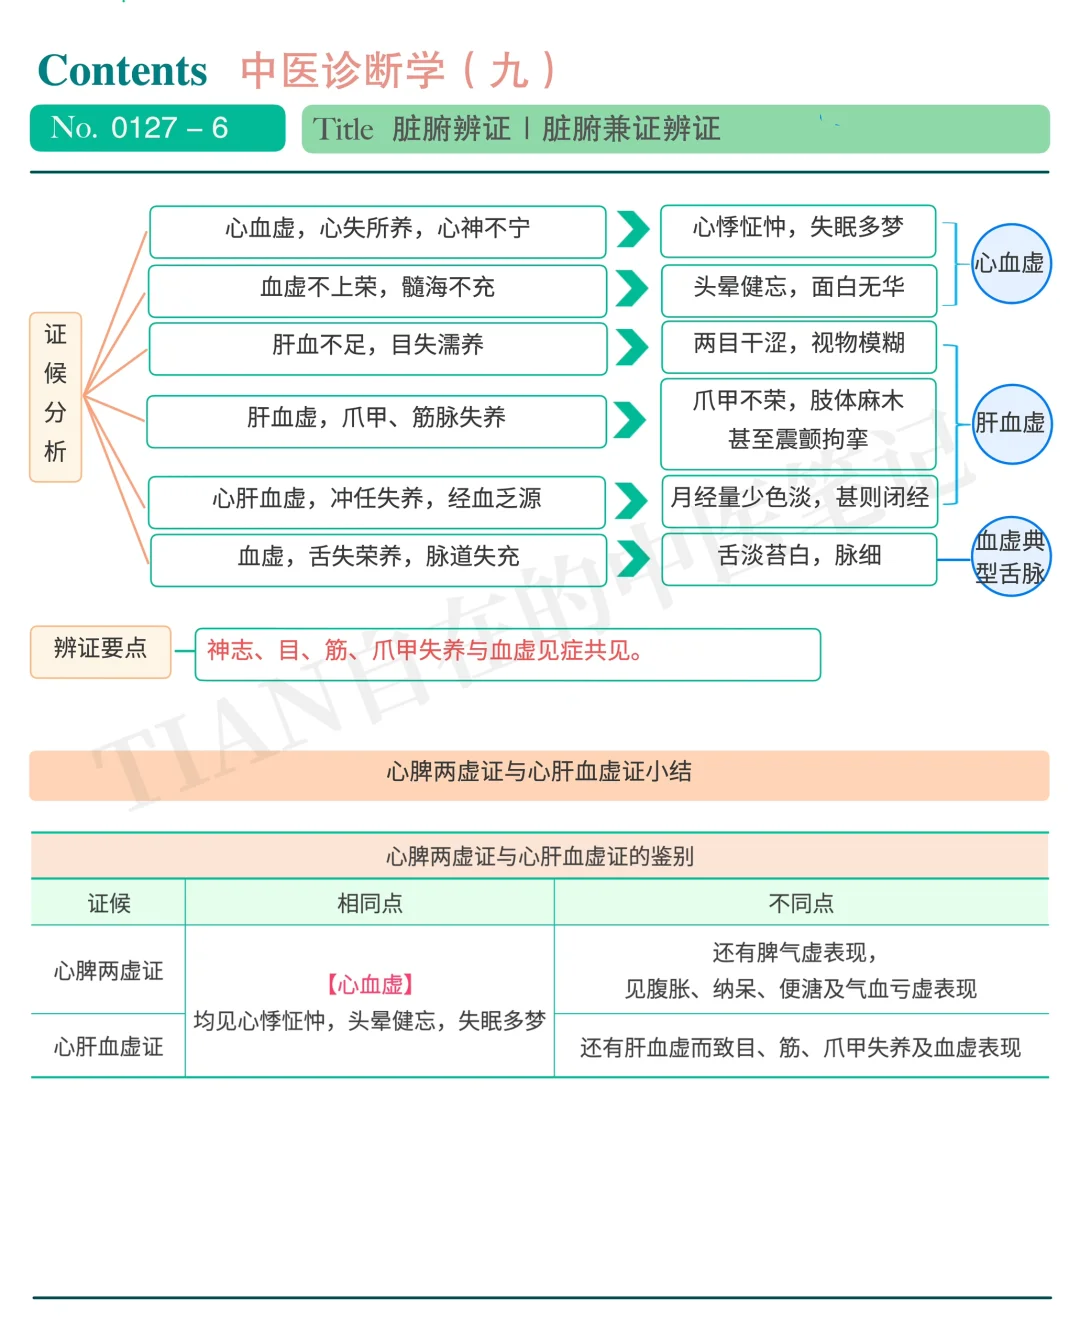 Contents 中医诊断学（九）
No. 0127 – 6
Title 脏腑辨证 | 脏腑兼证辨证
证候分析
心血虚，心失所养，心神不宁
心悸怔忡，失眠多梦
血虚不上荣，髓海不充
头晕健忘，面白无华
心血虚
肝血不足，目失濡养
两目干涩，视物模糊
肝血虚，爪甲、筋脉失养
爪甲不荣，肢体麻木
甚至震颤拘挛
肝血虚
心肝血虚，冲任失养，经血乏源
月经量少色淡，甚则闭经
血虚，舌失荣养，脉道失充
舌淡苔白，脉细
血虚典
型舌脉
辨证要点
神志、目、筋、爪甲失养与血虚见症共见。
TIAN自在的中医笔记
心脾两虚证与心肝血虚证小结
心脾两虚证与心肝血虚证的鉴别
证候
相同点
不同点
心脾两虚证
【心血虚】
均见心悸怔忡，头晕健忘，失眠多梦
还有脾气虚表现，
见腹胀、纳呆、便溏及气血亏虚表现
心肝血虚证
还有肝血虚而致目、筋、爪甲失养及血虚表现